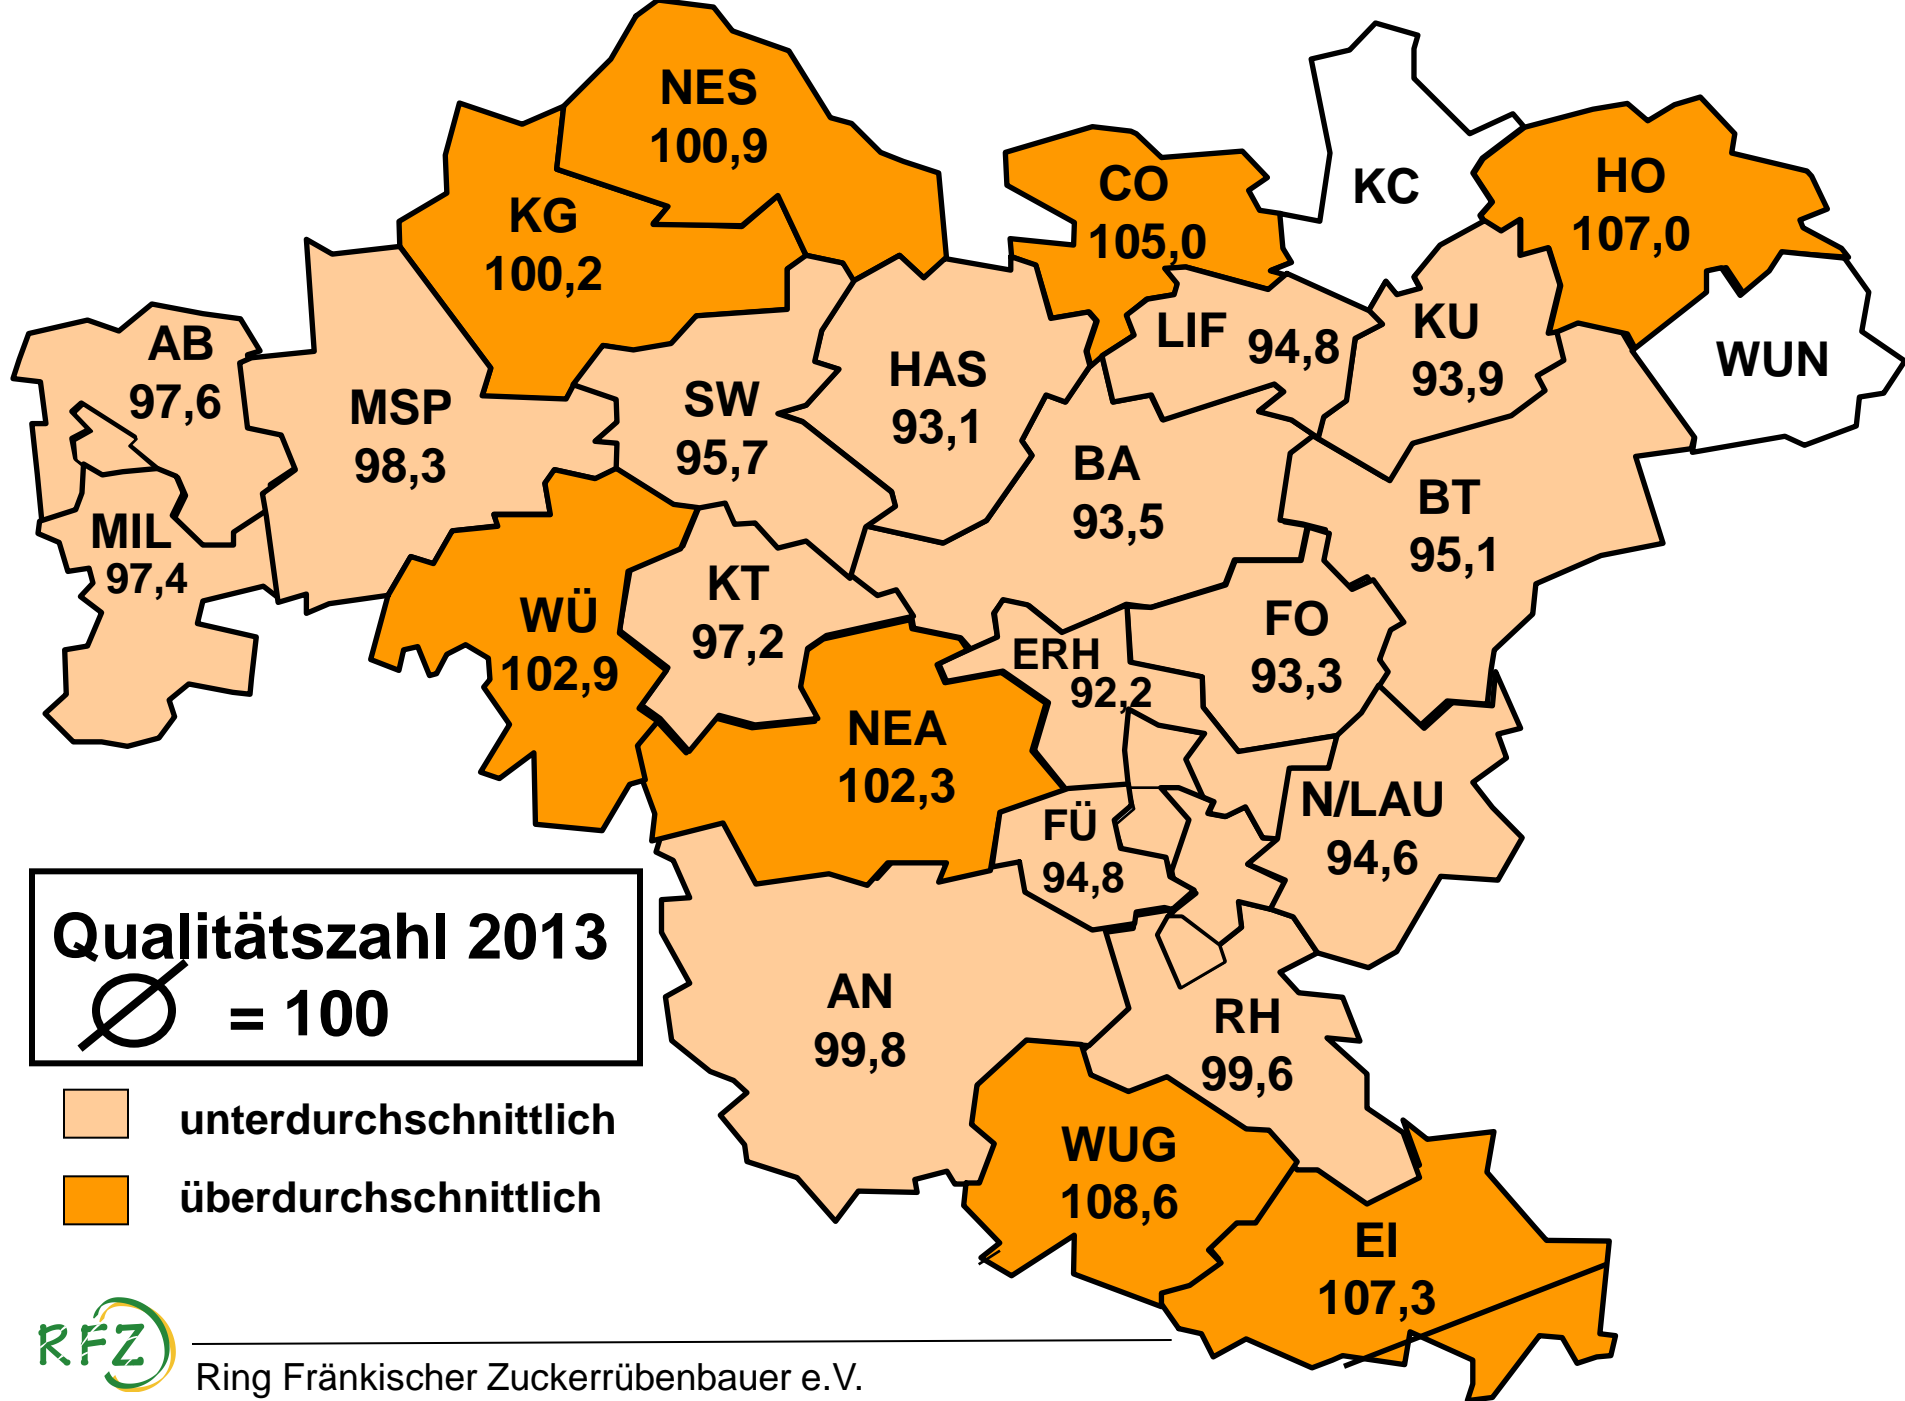 NES
100,9
KG
100,2
CO
105,0
KC
HO
107,0
AB
97,6
MSP
98,3
SW
95,7
HAS
93,1
LIF 94,8
KU
93,9
WUN
MIL
97,4
WÜ
102,9
KT
97,2
BA
93,5
BT
95,1
ERH
92,2
FO
93,3
NEA
102,3
FÜ
94,8
N/LAU
94,6
AN
99,8
RH
99,6
WUG
108,6
EI
107,3
Qualitätszahl 2013
Ø = 100
unterdurchschnittlich
überdurchschnittlich
RFZ
Ring Fränkischer Zuckerrübenbauer e.V.